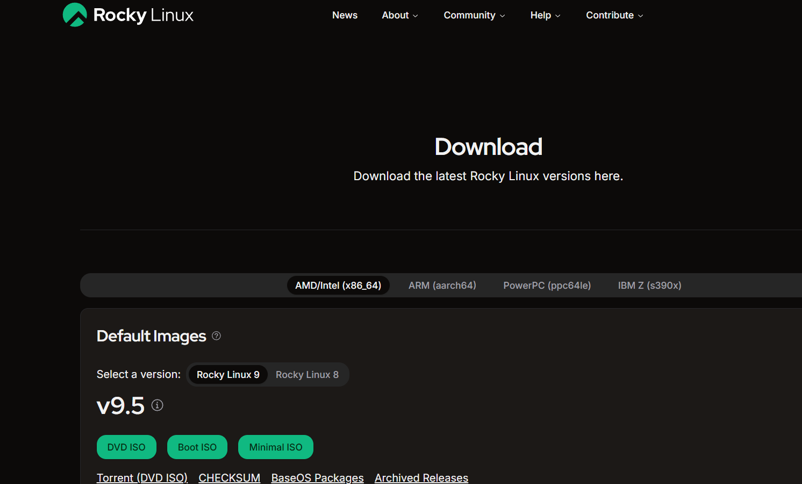 Rocky Linux News About Community Help Contribute
Download
Download the latest Rocky Linux versions here.
AMD/Intel (x86_64) ARM (aarch64) PowerPC (ppc64le) IBM Z (s390x)
Default Images
Select a version: Rocky Linux 9 Rocky Linux 8
v9.5
DVD ISO Boot ISO Minimal ISO
Torrent (DVD ISO) CHECKSUM BaseOS Packages Archived Releases